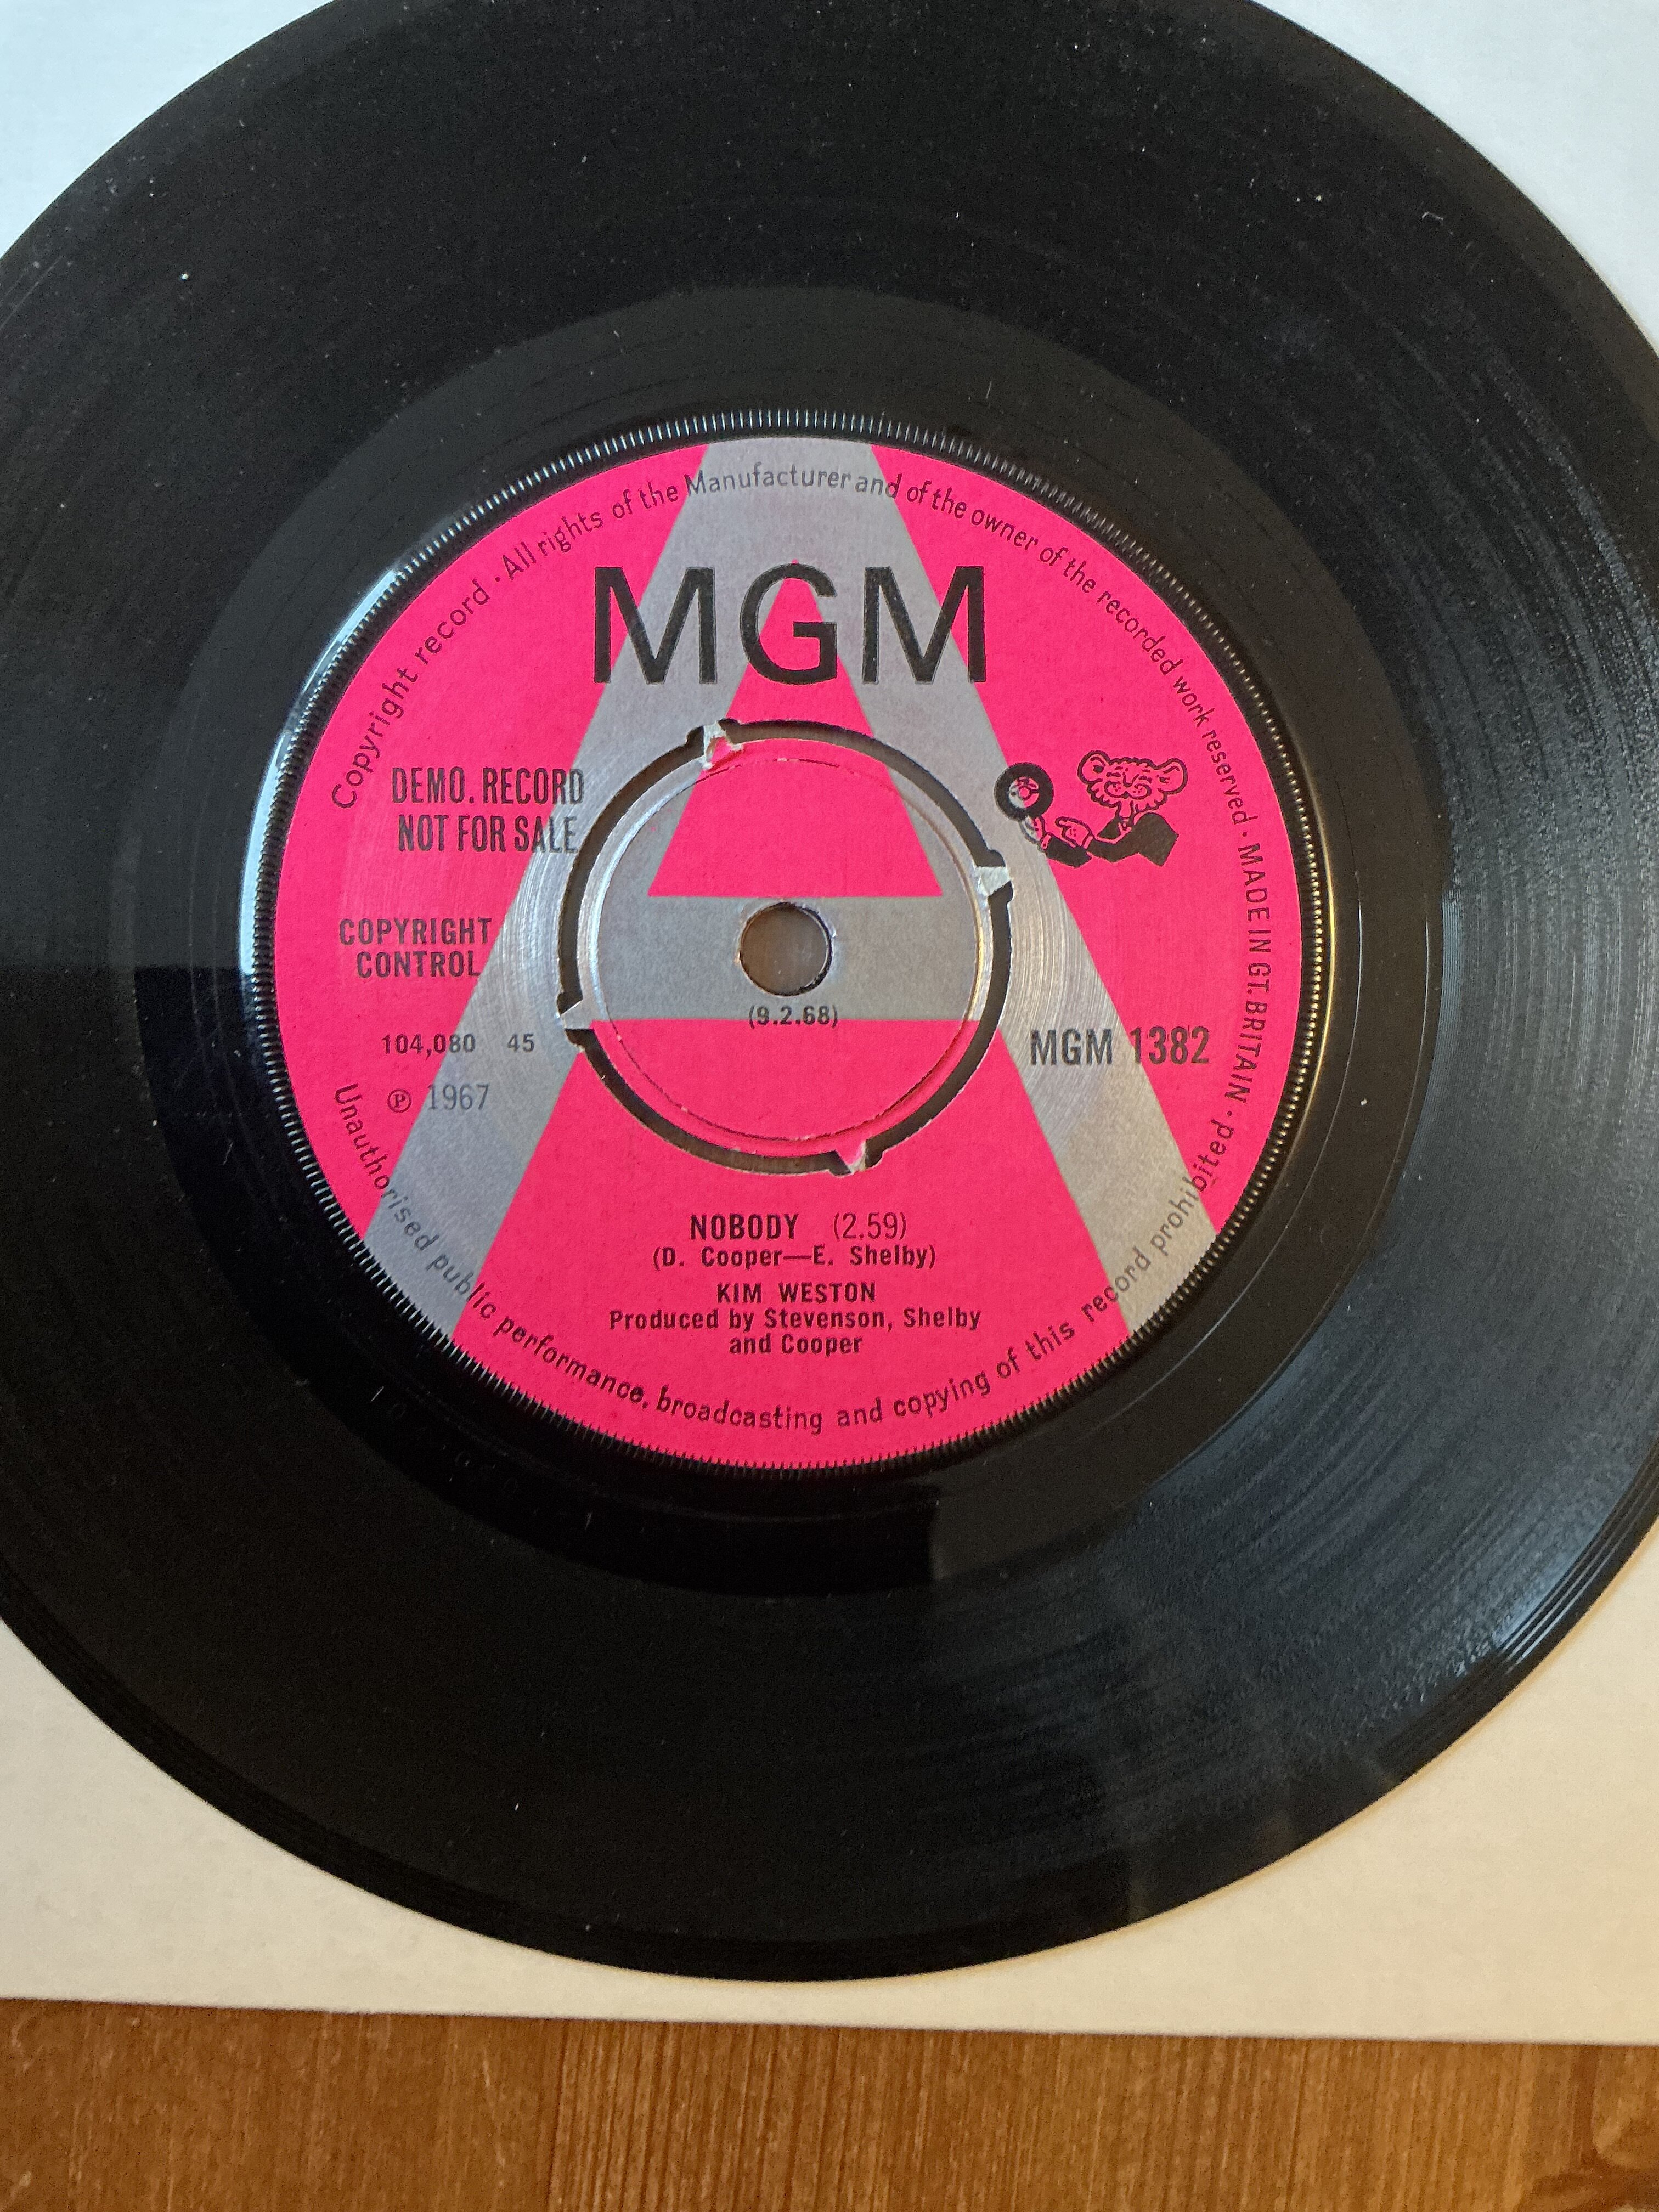 Copyright record · All rights of the Manufacturer and of the owner of the recorded work reserved · MADE IN GT. BRITAIN ·
MGM
DEMO. RECORD
NOT FOR SALE
COPYRIGHT
CONTROL
(9.2.68)
104,080 45
MGM 1382
℗ 1967
NOBODY (2.59)
(D. Cooper—E. Shelby)
KIM WESTON
Produced by Stevenson, Shelby
and Cooper
Unauthorised public performance, broadcasting and copying of this record prohibited ·